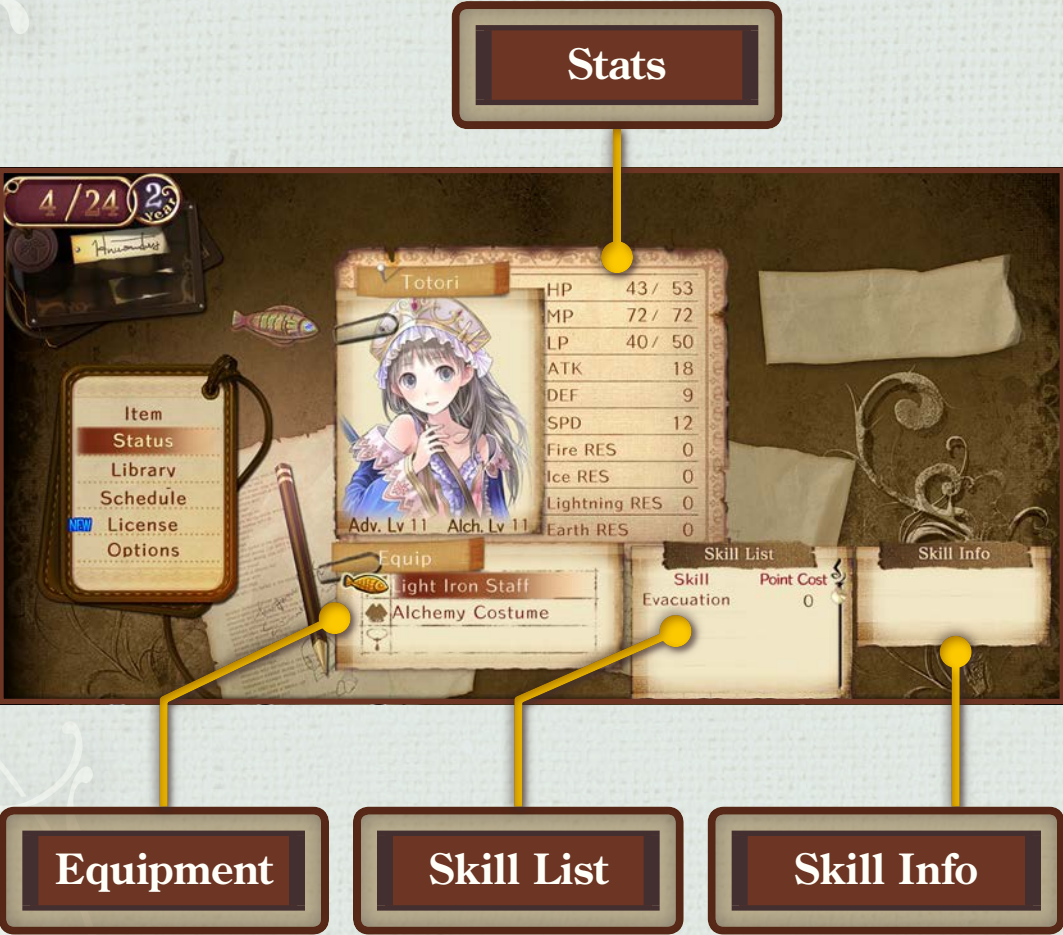 Stats
4/24 2 Year
Totori
HP 43/ 53
MP 72/ 72
LP 40/ 50
ATK 18
DEF 9
SPD 12
Fire RES 0
Ice RES 0
Lightning RES 0
Earth RES 0
Adv. Lv 11 Alch. Lv 11
Item
Status
Library
Schedule
NEW License
Options
Equip
Light Iron Staff
Alchemy Costume
Skill List
Skill Point Cost
Evacuation 0
Skill Info
Equipment
Skill List
Skill Info